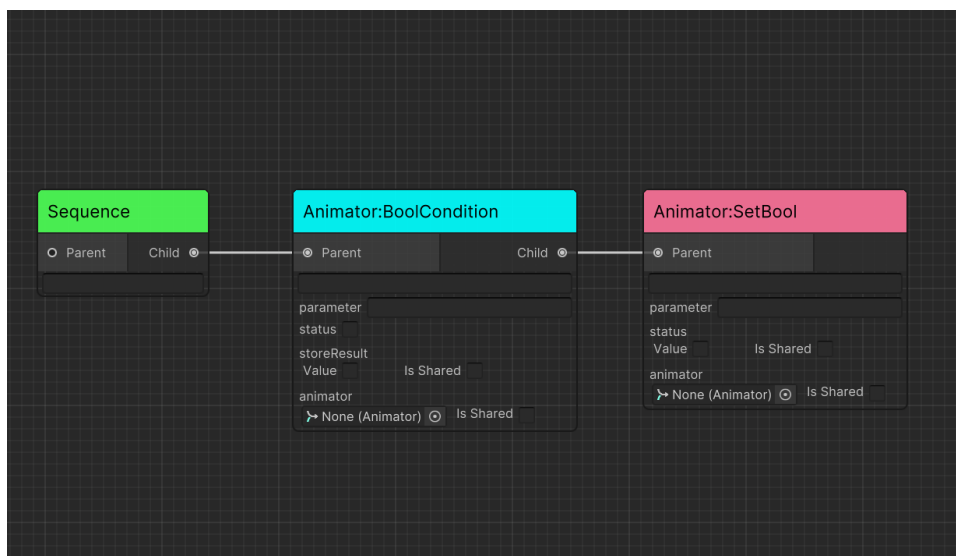 Sequence
Parent Child
Animator:BoolCondition
Parent Child
parameter
status
storeResult
Value Is Shared
animator
None (Animator) Is Shared
Animator:SetBool
Parent
parameter
status
Value Is Shared
animator
None (Animator) Is Shared